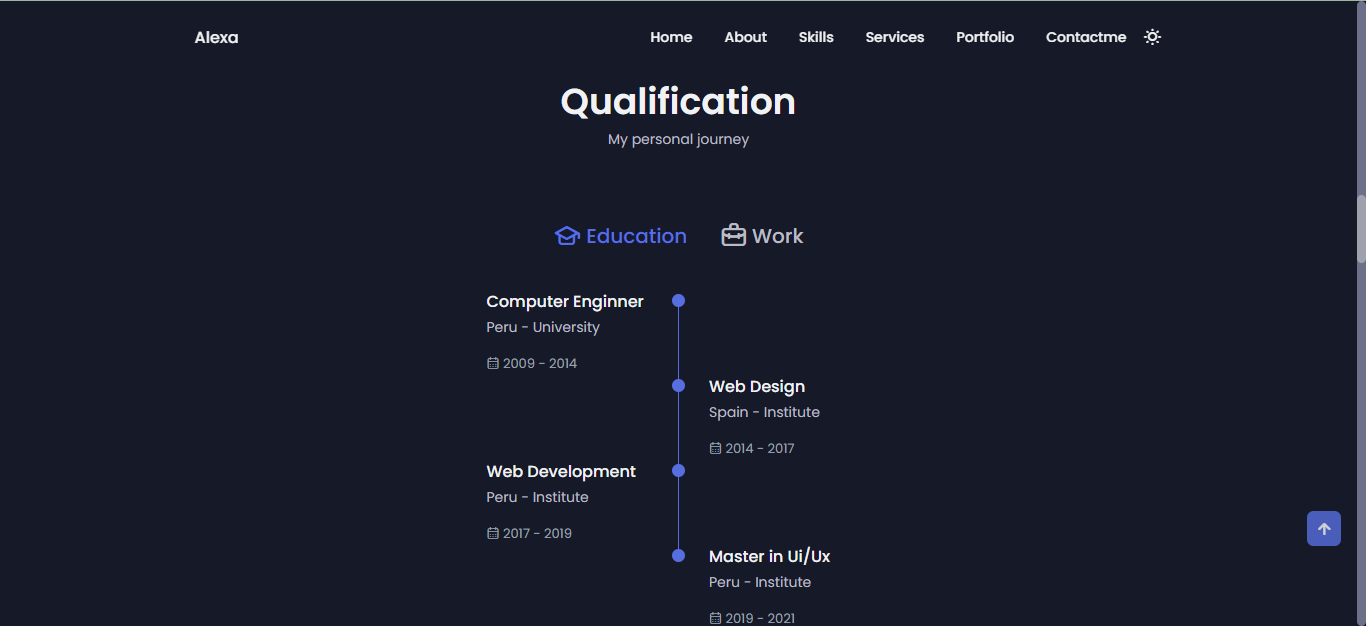 Alexa
Home About Skills Services Portfolio Contactme
Qualification
My personal journey
Education Work
Computer Enginner
Peru - University
2009 - 2014
Web Design
Spain - Institute
2014 - 2017
Web Development
Peru - Institute
2017 - 2019
Master in Ui/Ux
Peru - Institute
2019 - 2021